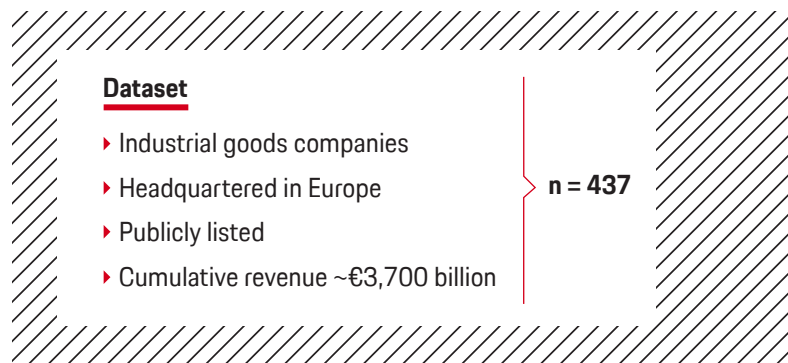 Dataset
Industrial goods companies
Headquartered in Europe
Publicly listed
Cumulative revenue ~€3,700 billion
n = 437